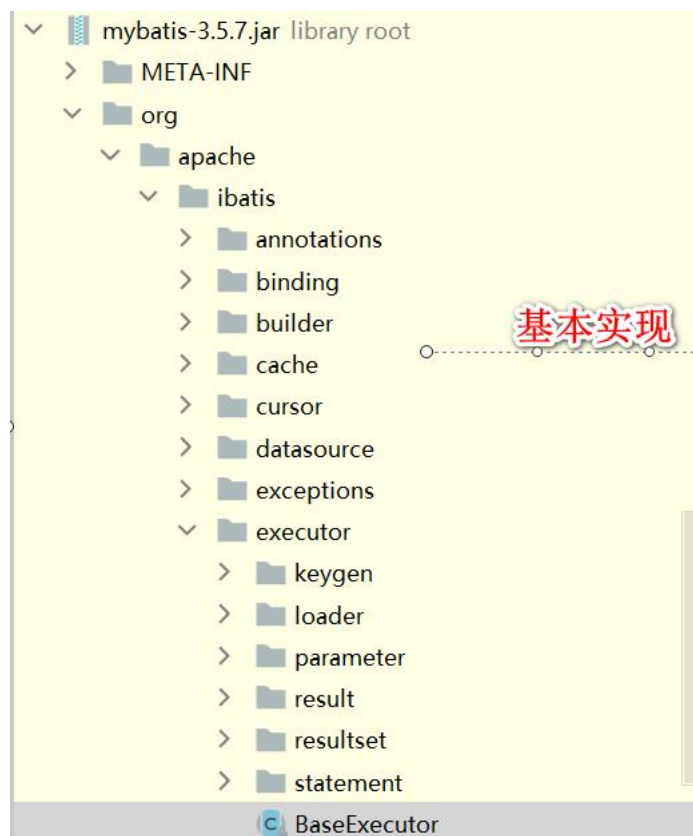 mybatis-3.5.7.jar library root
META-INF
org
apache
ibatis
annotations
binding
builder
基本实现
cache
cursor
datasource
exceptions
executor
keygen
loader
parameter
result
resultset
statement
C BaseExecutor